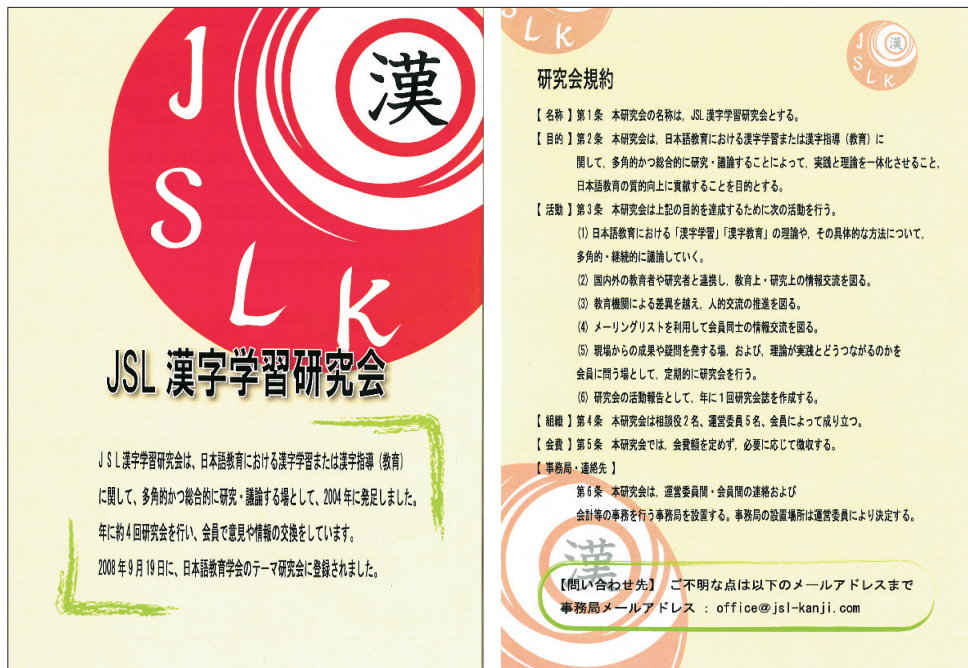 JSLK
漢
JSL 漢字学習研究会
JSL漢字学習研究会は、日本語教育における漢字学習または漢字指導（教育）
に関して、多角的かつ総合的に研究・議論する場として、2004年に発足しました。
年に約4回研究会を行い、会員で意見や情報の交換をしています。
2008年9月19日に、日本語教育学会のテーマ研究会に登録されました。
SLK
JSLK
漢
研究会規約
【 名称 】第1条　本研究会の名称は，JSL漢字学習研究会とする。
【 目的 】第2条　本研究会は，日本語教育における漢字学習または漢字指導（教育）に
関して，多角的かつ総合的に研究・議論することによって，実践と理論を一体化させること，
日本語教育の質的向上に貢献することを目的とする。
【 活動 】第3条　本研究会は上記の目的を達成するために次の活動を行う。
(1) 日本語教育における「漢字学習」「漢字教育」の理論や，その具体的な方法について，
多角的・継続的に議論していく。
(2) 国内外の教育者や研究者と連携し，教育上・研究上の情報交流を図る。
(3) 教育機関による差異を越え，人的交流の推進を図る。
(4) メーリングリストを利用して会員同士の情報交流を図る。
(5) 現場からの成果や疑問を発する場，および，理論が実践とどうつながるのかを
会員に問う場として，定期的に研究会を行う。
(6) 研究会の活動報告として，年に1回研究会誌を作成する。
【 組織 】第4条　本研究会は相談役2名、運営委員5名、会員によって成り立つ。
【 会費 】第5条　本研究会では，会費額を定めず，必要に応じて徴収する。
【 事務局・連絡先 】
第6条　本研究会は，運営委員間・会員間の連絡および
会計等の事務を行う事務局を設置する。事務局の設置場所は運営委員により決定する。
漢
【問い合わせ先】　ご不明な点は以下のメールアドレスまで
事務局メールアドレス : office@jsl-kanji.com